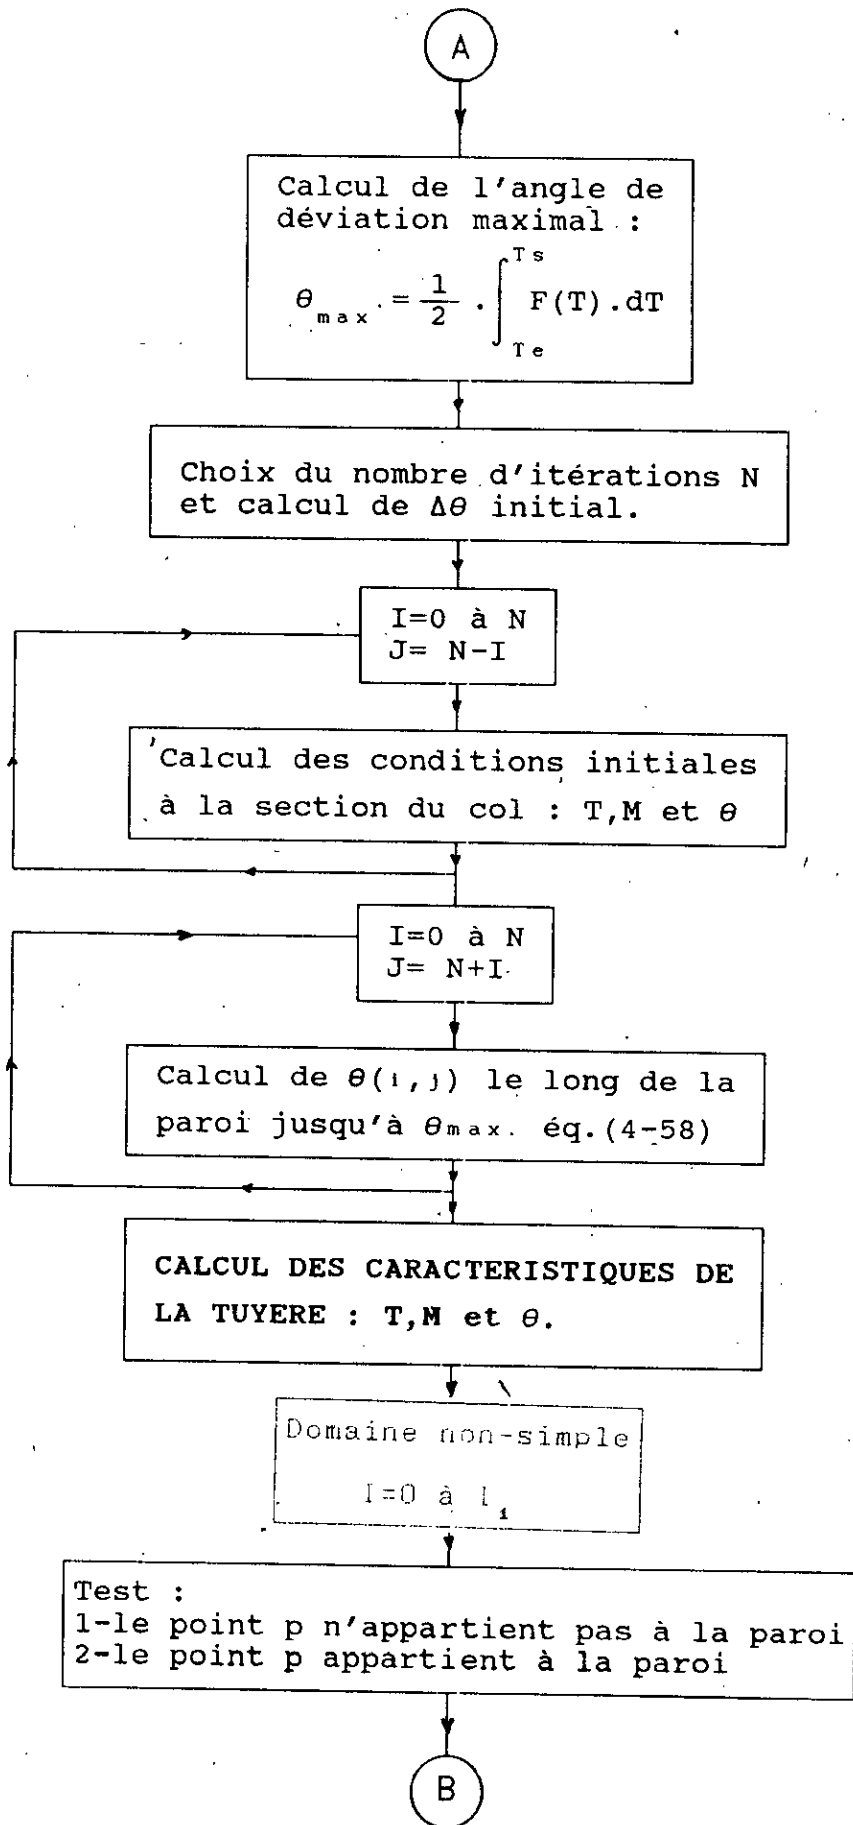 A
Calcul de l'angle de
déviation maximal :
θmax = 1/2 . ∫ Te Ts F(T).dT
Choix du nombre d'itérations N
et calcul de Δθ initial.
I=0 à N
J= N-I
Calcul des conditions initiales
à la section du col : T,M et θ
I=0 à N
J= N+I
Calcul de θ(i,j) le long de la
paroi jusqu'à θmax. éq.(4-58)
CALCUL DES CARACTERISTIQUES DE
LA TUYERE : T,M et θ.
Domaine non-simple
I=0 à I₁
Test :
1-le point p n'appartient pas à la paroi
2-le point p appartient à la paroi
B